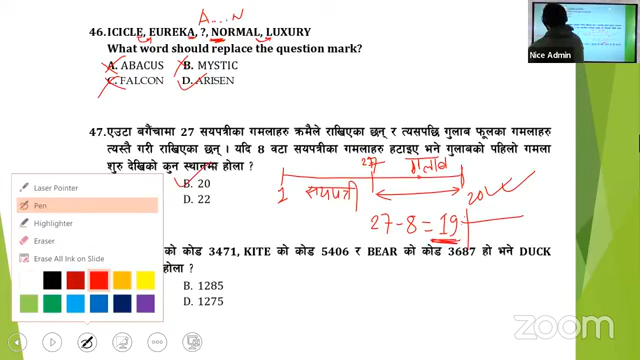 A...N
46. ICICLE, EUREKA, ?, NORMAL, LUXURY
What word should replace the question mark?
A. ABACUS B. MYSTIC
C. FALCON D. ARISEN
47. एउटा बगैंचामा 27 सयपत्रीका गमलाहरु क्रमैले राखिएका छन् र त्यसपछि गुलाब फूलका गमलाहरु
त्यस्तै गरी राखिएका छन् । यदि 8 वटा सयपत्रीका गमलाहरु हटाइए भने गुलाबको पहिलो गमला
शुरु देखिको कुन स्थानमा होला ?
27 गुलाब
B. 20
D. 22
1 सयपत्री
20
27-8=19
को कोड 3471, KITE को कोड 5406 र BEAR को कोड 3687 हो भने DUCK
होला ?
B. 1285
D. 1275
Laser Pointer
Pen
Highlighter
Eraser
Erase All Ink on Slide
Nice Admin
zoom